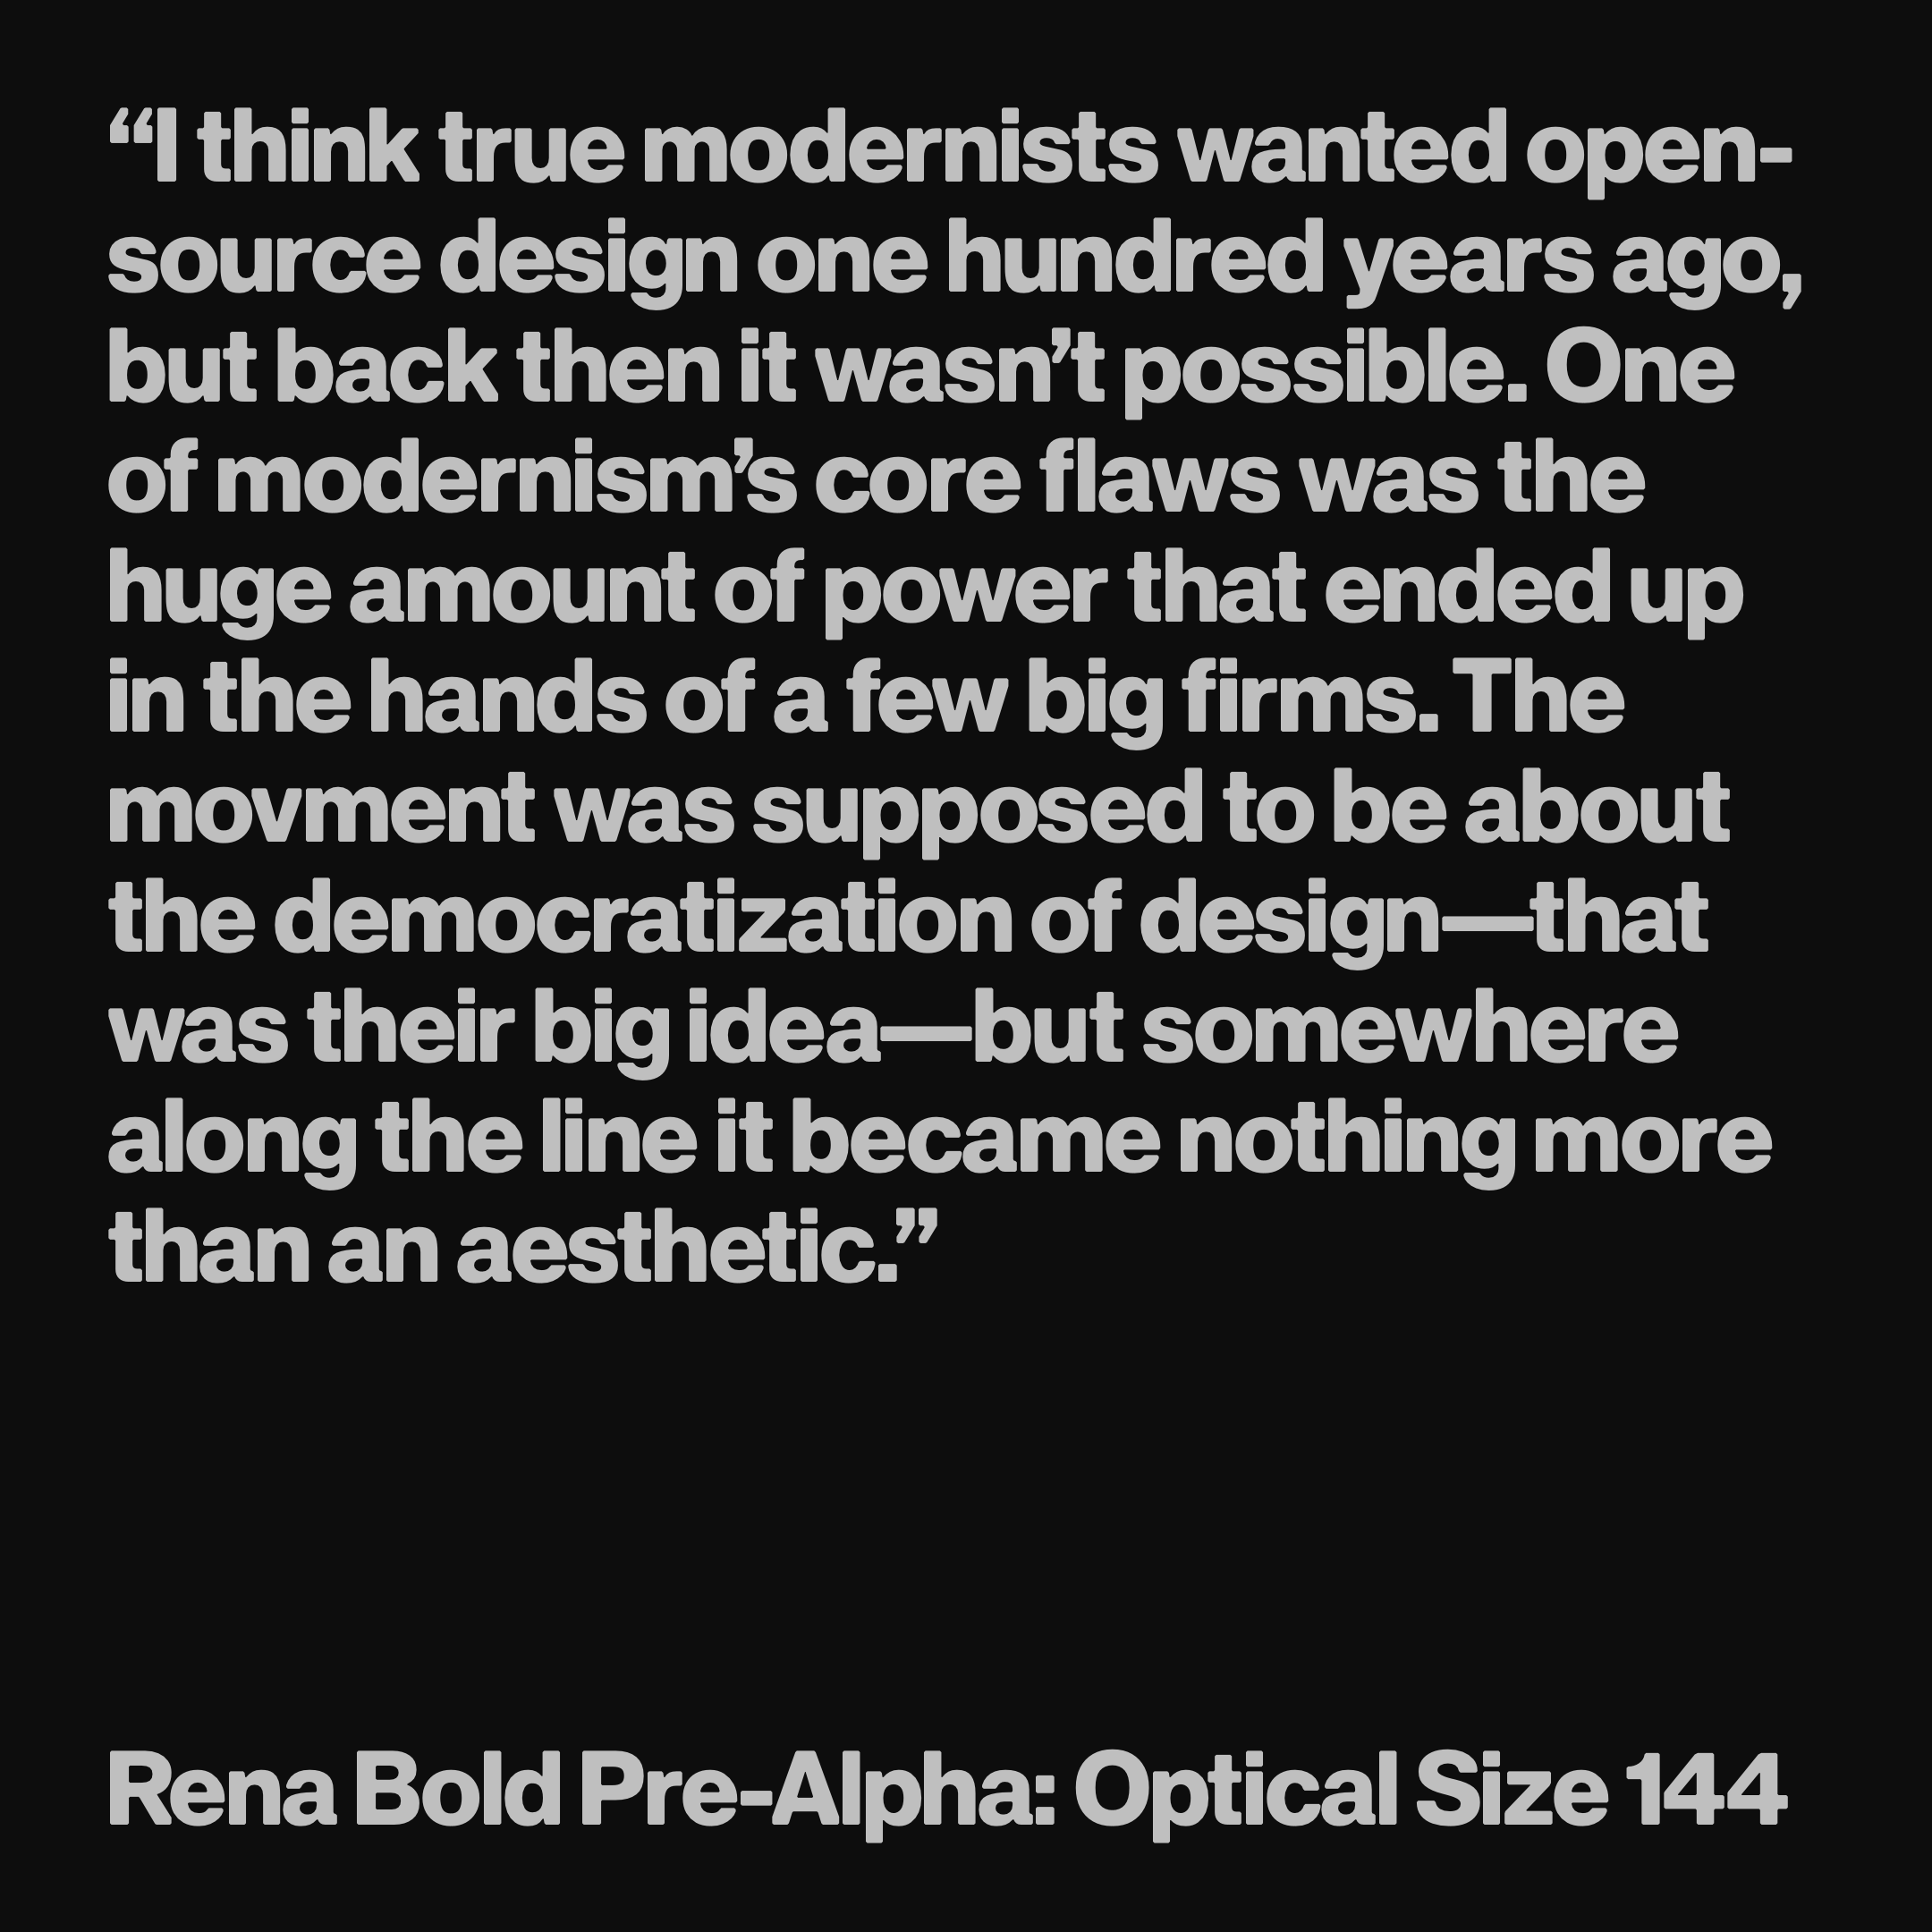 “I think true modernists wanted open-
source design one hundred years ago,
but back then it wasn’t possible. One
of modernism’s core flaws was the
huge amount of power that ended up
in the hands of a few big firms. The
movment was supposed to be about
the democratization of design—that
was their big idea—but somewhere
along the line it became nothing more
than an aesthetic.”
Rena Bold Pre-Alpha: Optical Size 144